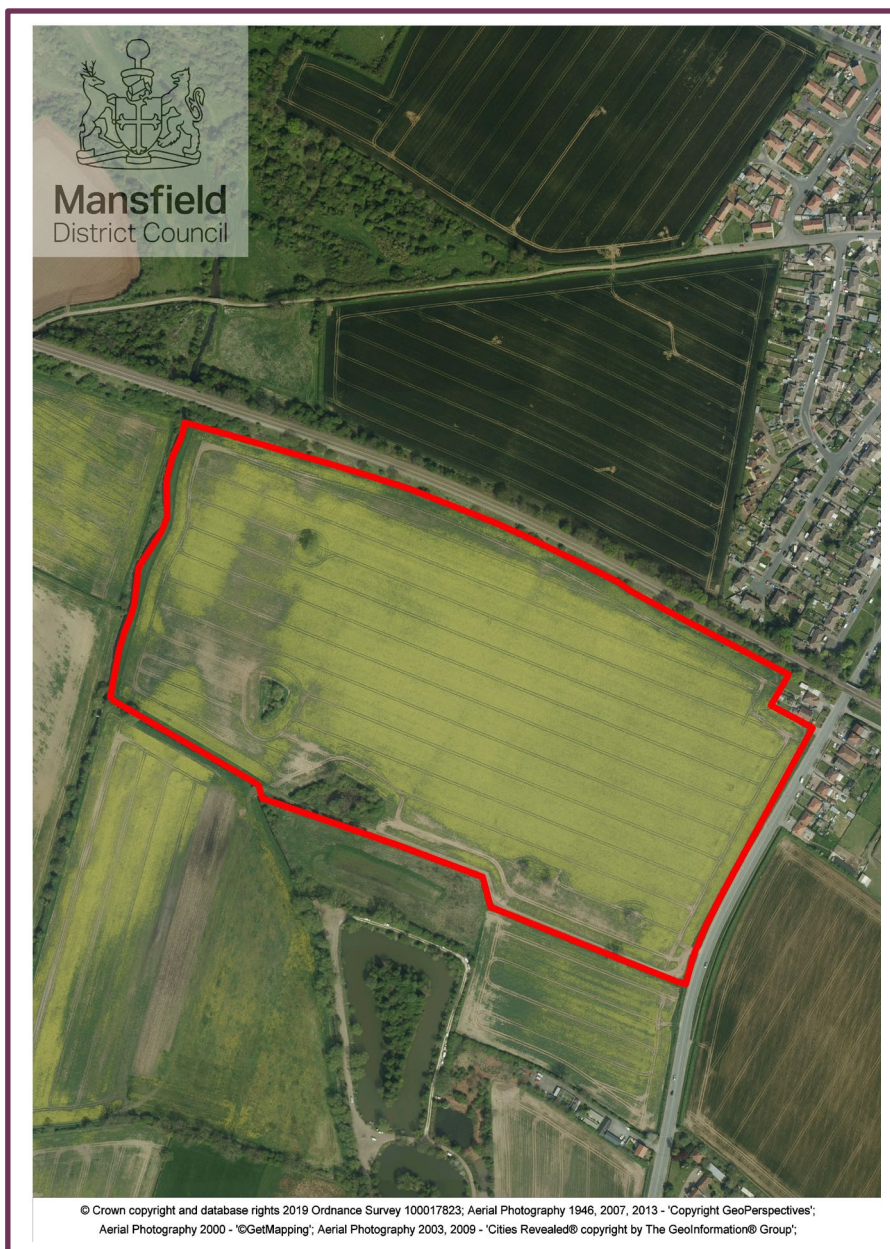 Mansfield
District Council
© Crown copyright and database rights 2019 Ordnance Survey 100017823; Aerial Photography 1946, 2007, 2013 - 'Copyright GeoPerspectives';
Aerial Photography 2000 - '©GetMapping'; Aerial Photography 2003, 2009 - 'Cities Revealed® copyright by The GeoInformation® Group';